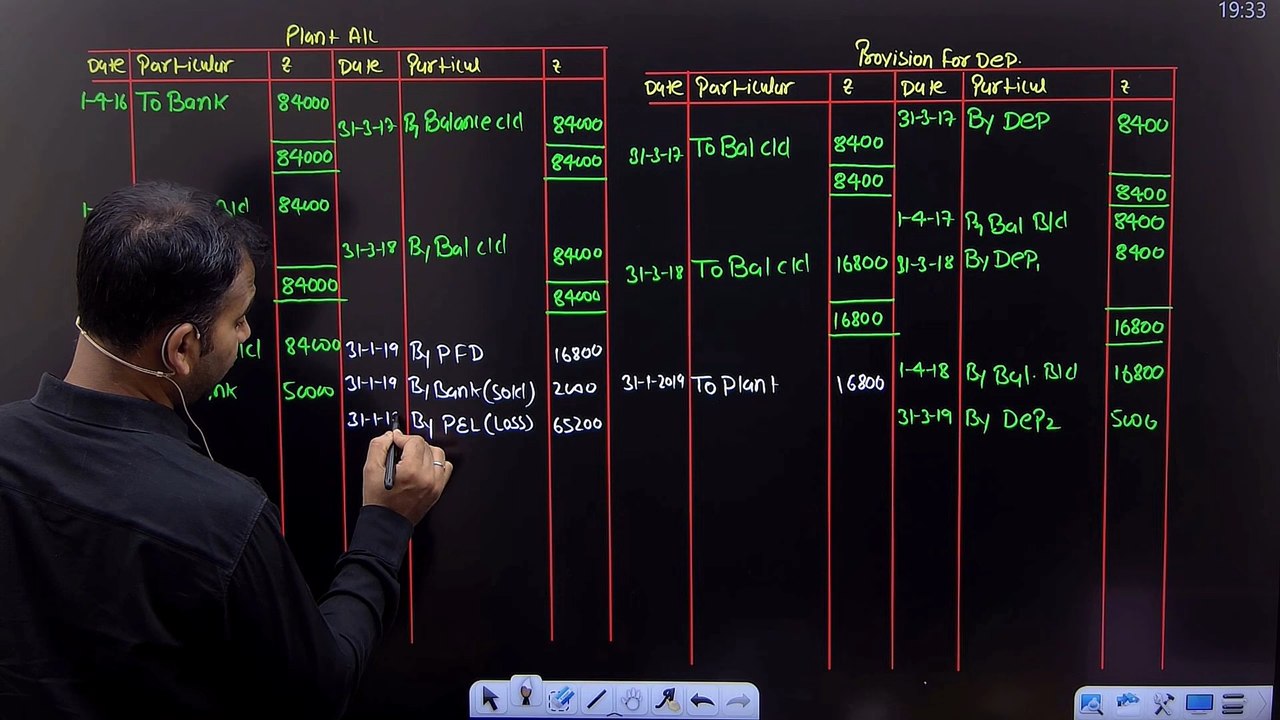 19:33
Plant A/c
Date Particular ₹ Date Particul ₹
1-4-16 To Bank 84000
31-3-17 By Balance c/d 84000
84000 84000
84000
31-3-18 By Bal c/d 84000
84000 84000
84000 31-1-19 By PFD 16800
50000 31-1-19 By Bank (sold) 2000
By P&L (Loss) 65200
Provision for Dep.
Date Particular ₹ Date Particul ₹
31-3-17 By Dep 8400
31-3-17 To Bal c/d 8400
8400 8400
1-4-17 By Bal B/d 8400
31-3-18 To Bal c/d 16800 31-3-18 By Dep1 8400
16800 16800
1-4-18 By Bal. B/d 16800
31-1-2019 To Plant 16800
31-3-19 By Dep2 5000